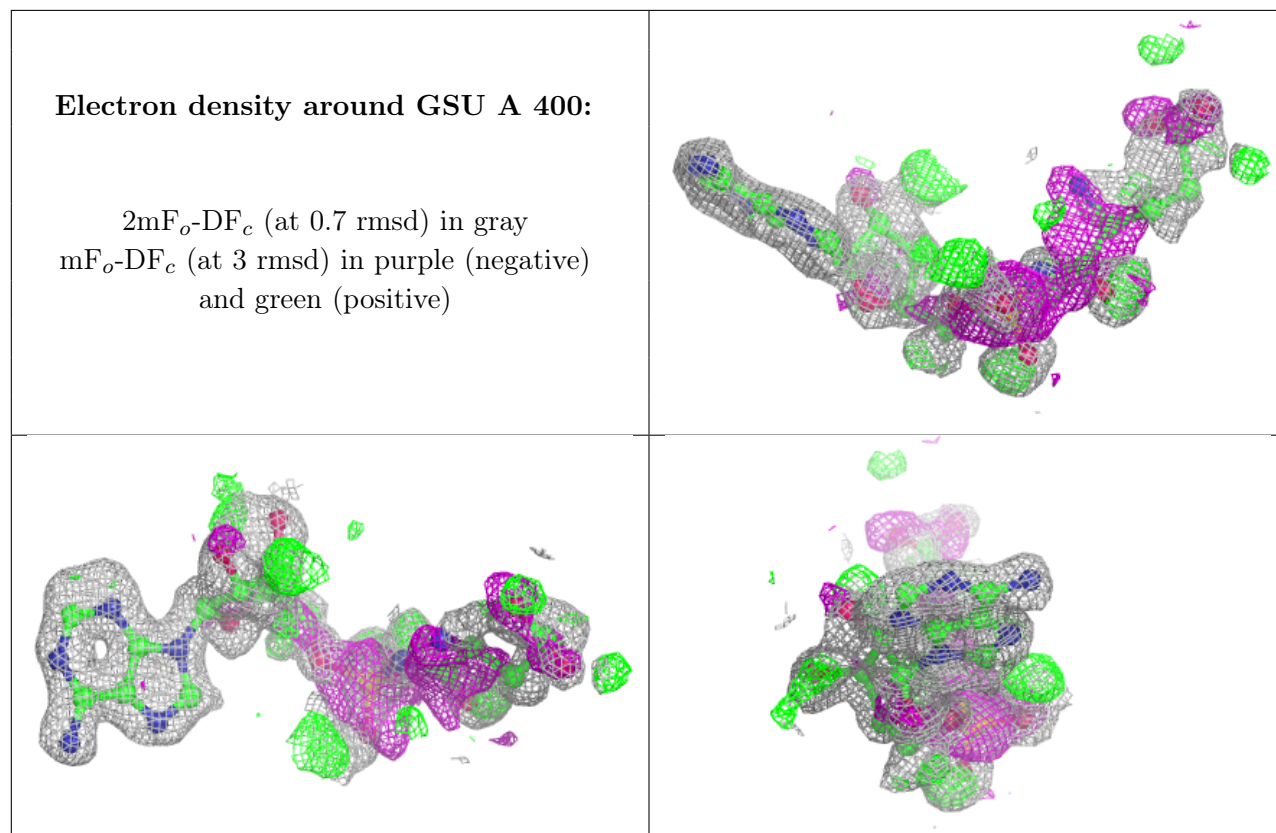 Electron density around GSU A 400:
2mFₒ-DF𝒸 (at 0.7 rmsd) in gray
mFₒ-DF𝒸 (at 3 rmsd) in purple (negative)
and green (positive)